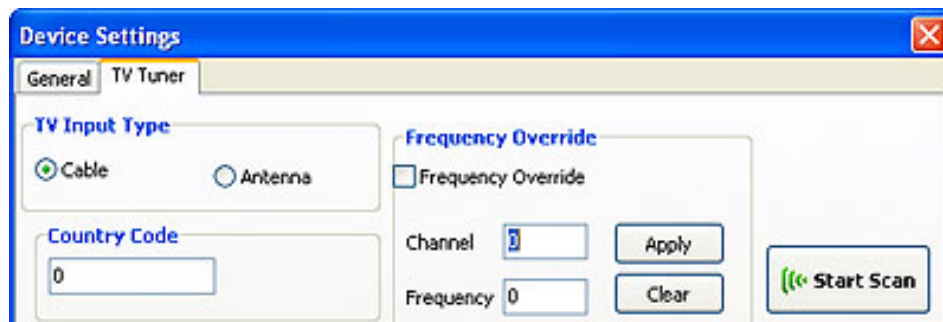 Device Settings
General TV Tuner
TV Input Type
Cable
Antenna
Country Code
0
Frequency Override
Frequency Override
Channel 0 Apply
Frequency 0 Clear
Start Scan